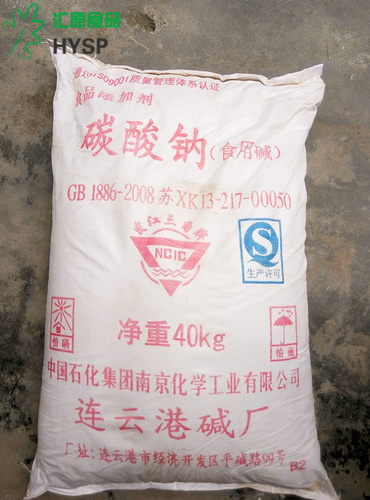 汇原食品
HYSP
通过ISO9001质量管理体系认证
食品添加剂
碳酸钠(食用碱)
GB 1886-2008 苏XK13-217-00050
三角牌
NCIC
生产许可
怕晒
净重40kg
怕湿
中国石化集团南京化学工业有限公司
连云港碱厂
厂址:连云港市经济开发区平碱路99号
B2